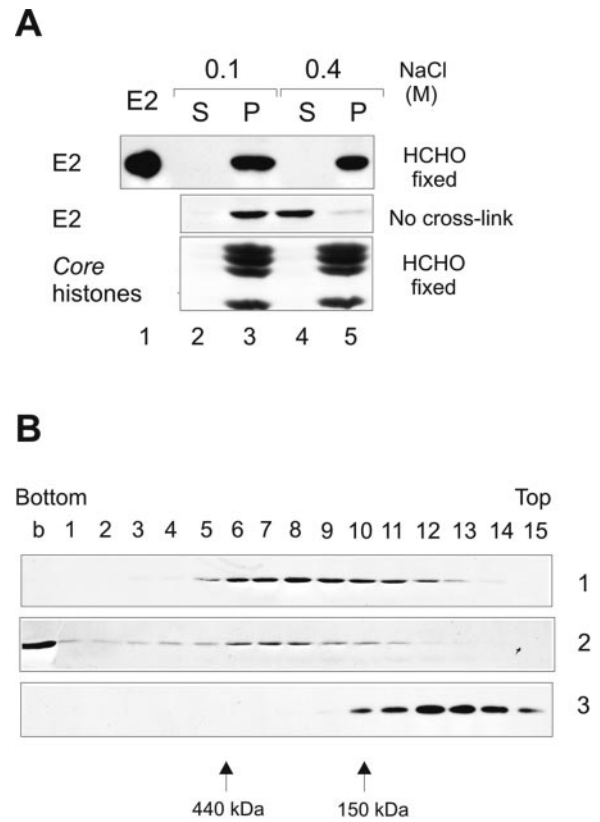 A
0.1 0.4 NaCl
(M)
E2 S P S P
E2 HCHO
fixed
E2 No cross-link
Core HCHO
histones fixed
1 2 3 4 5
B
Bottom Top
b 1 2 3 4 5 6 7 8 9 10 11 12 13 14 15
1
2
3
440 kDa 150 kDa